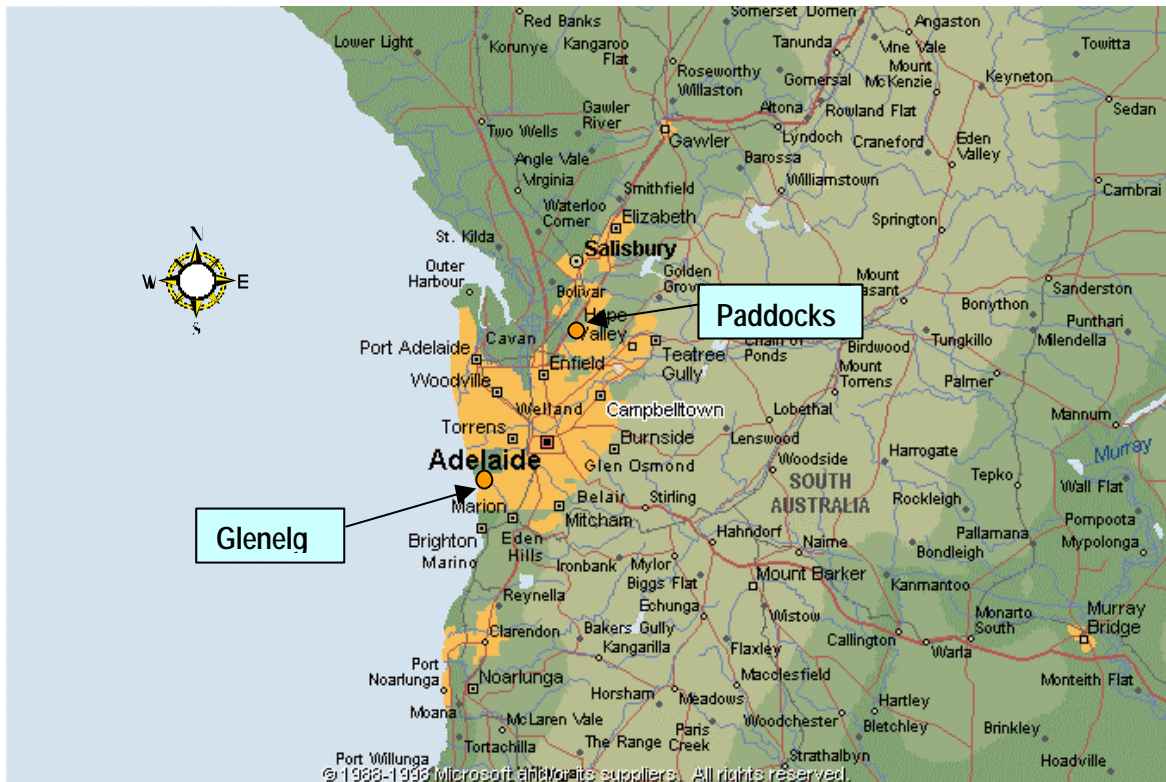 Red Banks
Somerset Domen
Angaston
Lower Light
Korunye
Kangaroo
Flat
Tanunda
Vine Vale
Towitta
Mount
McKenzie
Roseworthy
Willaston
Gomersal
Keyneton
Gawler
River
Altona
Rowland Flat
Sedan
Two Wells
Gawler
Lyndoch
Craneford
Eden
Valley
Angle Vale
Barossa
Virginia
Smithfield
Williamstown
Cambrai
Waterloo
Corner
Elizabeth
Springton
St. Kilda
Salisbury
Outer
Harbour
Golden
Grov
Mount
easant
Sanderston
Bolivar
Bonython
Paddocks
Hope
Valley
Punthari
Cavan
Port Adelaide
Enfield
Teatree
Gully
Chain of
Ponds
Birdwood
Tungkillo
Milendella
Woodville
Mount
Torrens
Palmer
Welland
Campbelltown
Lobethal
Mannum
Torrens
Burnside
Lenswood
Murray
Adelaide
Glen Osmond
Woodside
Harrogate
Tepko
Wall Flat
SOUTH
AUSTRALIA
Belair
Stirling
Rockleigh
Marion
Mitcham
Pompoota
Glenelg
Brighton
Eden
Hills
Hahndorf
Nairne
Pallamana
Mypolonga
Marino
Ironbank
Mylor
Bondleigh
Biggs Flat
Mount Barker
Kanmantoo
Reynella
Echunga
Wistow
Monarto
South
Murray
Bridge
Clarendon
Bakers Gully
Flaxley
Callington
Warla
Kangarilla
Port
Noarlunga
Noarlunga
Macclesfield
Monteith Flat
Horsham
Meadows
Hartley
Moana
McLaren Vale
Paris
Creek
Woodchester
Bletchley
Brinkley
Tortachilla
The Range
Port Willunga
Strathalbyn
Hoadville
© 1988-1998 Microsoft and/or its suppliers. All rights reserved.
N
W
E
S